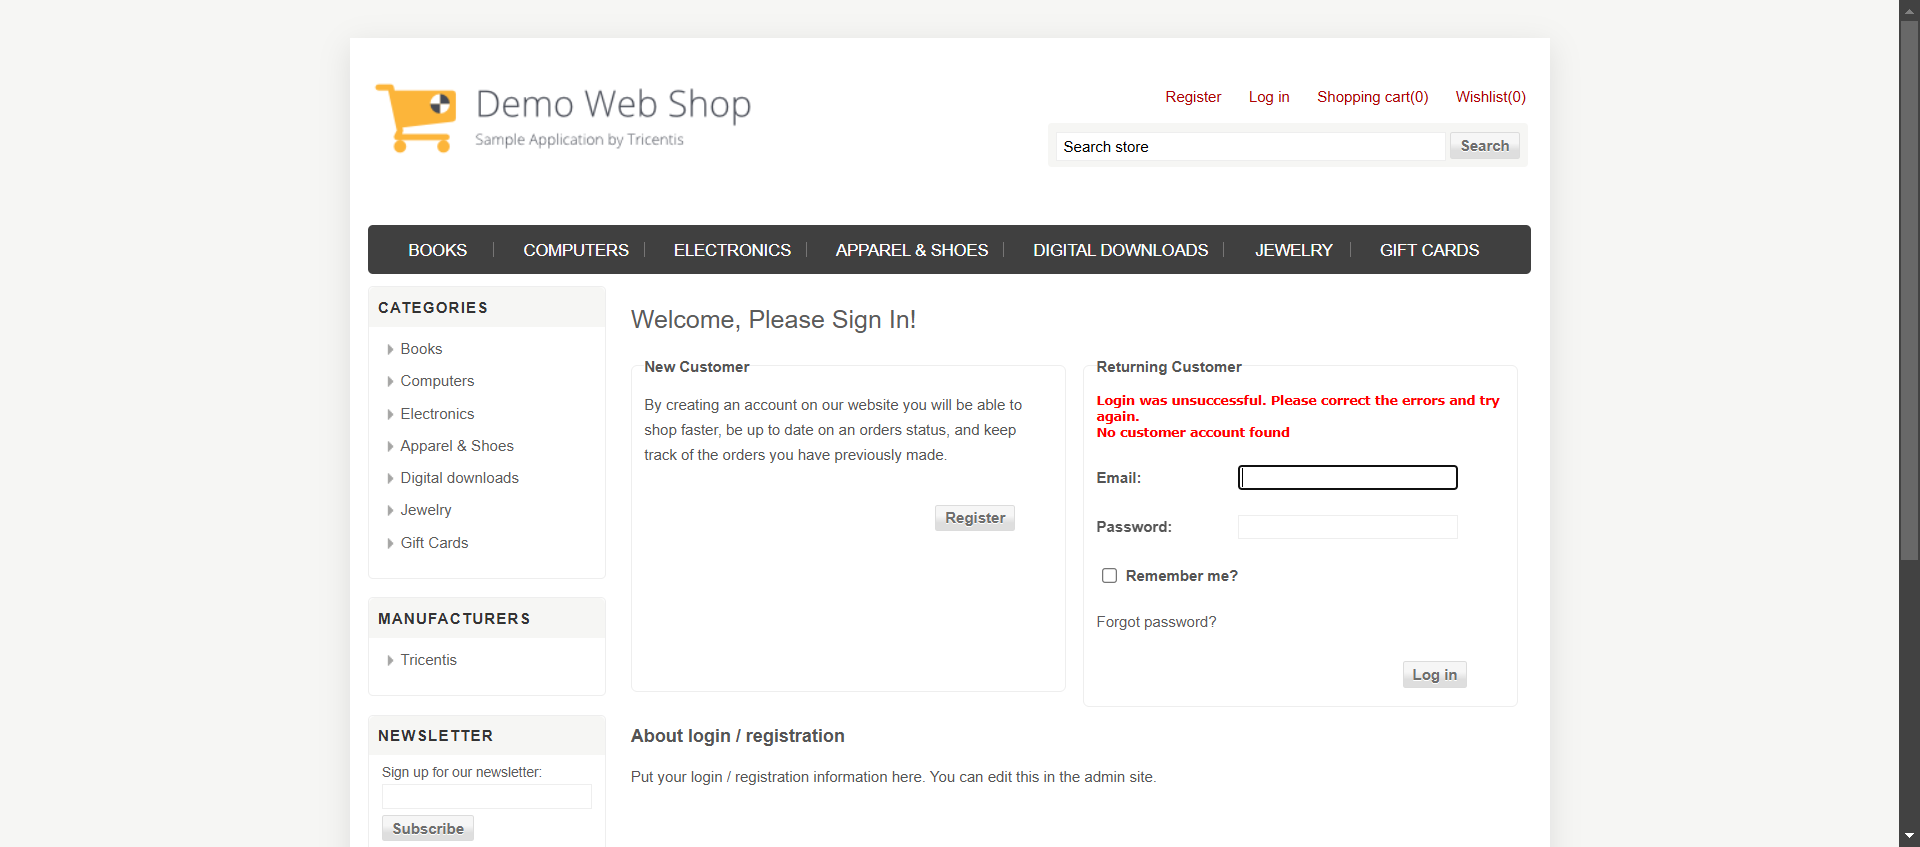 Demo Web Shop
Sample Application by Tricentis
Register Log in Shopping cart(0) Wishlist(0)
Search store Search
BOOKS COMPUTERS ELECTRONICS APPAREL & SHOES DIGITAL DOWNLOADS JEWELRY GIFT CARDS
CATEGORIES
Books
Computers
Electronics
Apparel & Shoes
Digital downloads
Jewelry
Gift Cards
MANUFACTURERS
Tricentis
NEWSLETTER
Sign up for our newsletter:
Subscribe
Welcome, Please Sign In!
New Customer
By creating an account on our website you will be able to
shop faster, be up to date on an orders status, and keep
track of the orders you have previously made.
Register
Returning Customer
Login was unsuccessful. Please correct the errors and try
again.
No customer account found
Email:
Password:
Remember me?
Forgot password?
Log in
About login / registration
Put your login / registration information here. You can edit this in the admin site.